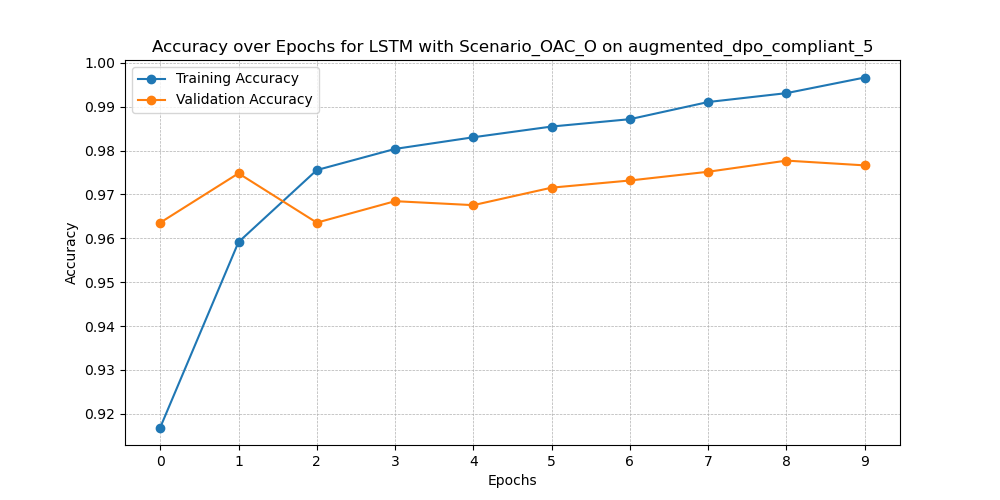 Accuracy over Epochs for LSTM with Scenario_OAC_O on augmented_dpo_compliant_5
Training Accuracy
Validation Accuracy
Accuracy
1.00
0.99
0.98
0.97
0.96
0.95
0.94
0.93
0.92
0 1 2 3 4 5 6 7 8 9
Epochs